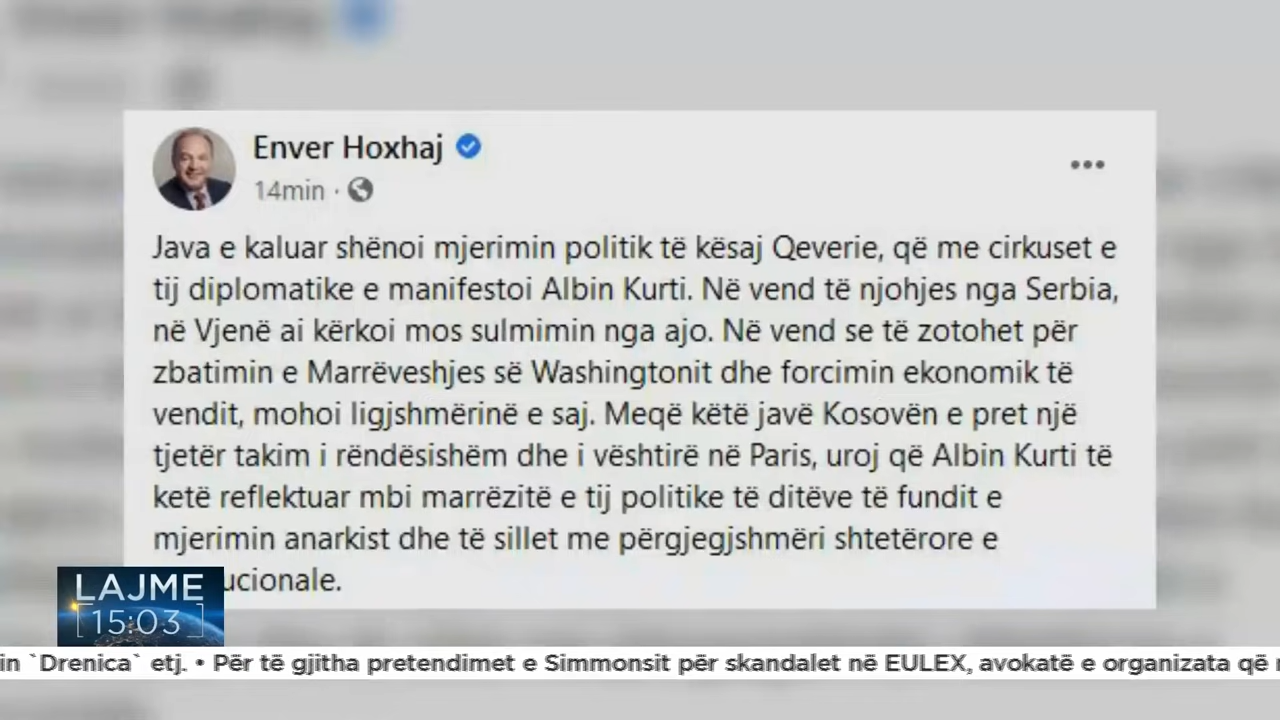 Enver Hoxhaj
14min ·
Java e kaluar shënoi mjerimin politik të kësaj Qeverie, që me cirkuset e
tij diplomatike e manifestoi Albin Kurti. Në vend të njohjes nga Serbia,
në Vjenë ai kërkoi mos sulmimin nga ajo. Në vend se të zotohet për
zbatimin e Marrëveshjes së Washingtonit dhe forcimin ekonomik të
vendit, mohoi ligjshmërinë e saj. Meqë këtë javë Kosovën e pret një
tjetër takim i rëndësishëm dhe i vështirë në Paris, uroj që Albin Kurti të
ketë reflektuar mbi marrëzitë e tij politike të ditëve të fundit e
mjerimin anarkist dhe të sillet me përgjegjshmëri shtetërore e
ucionale.
LAJME
15:03
in `Drenica` etj. • Për të gjitha pretendimet e Simmonsit për skandalet në EULEX, avokatë e organizata që